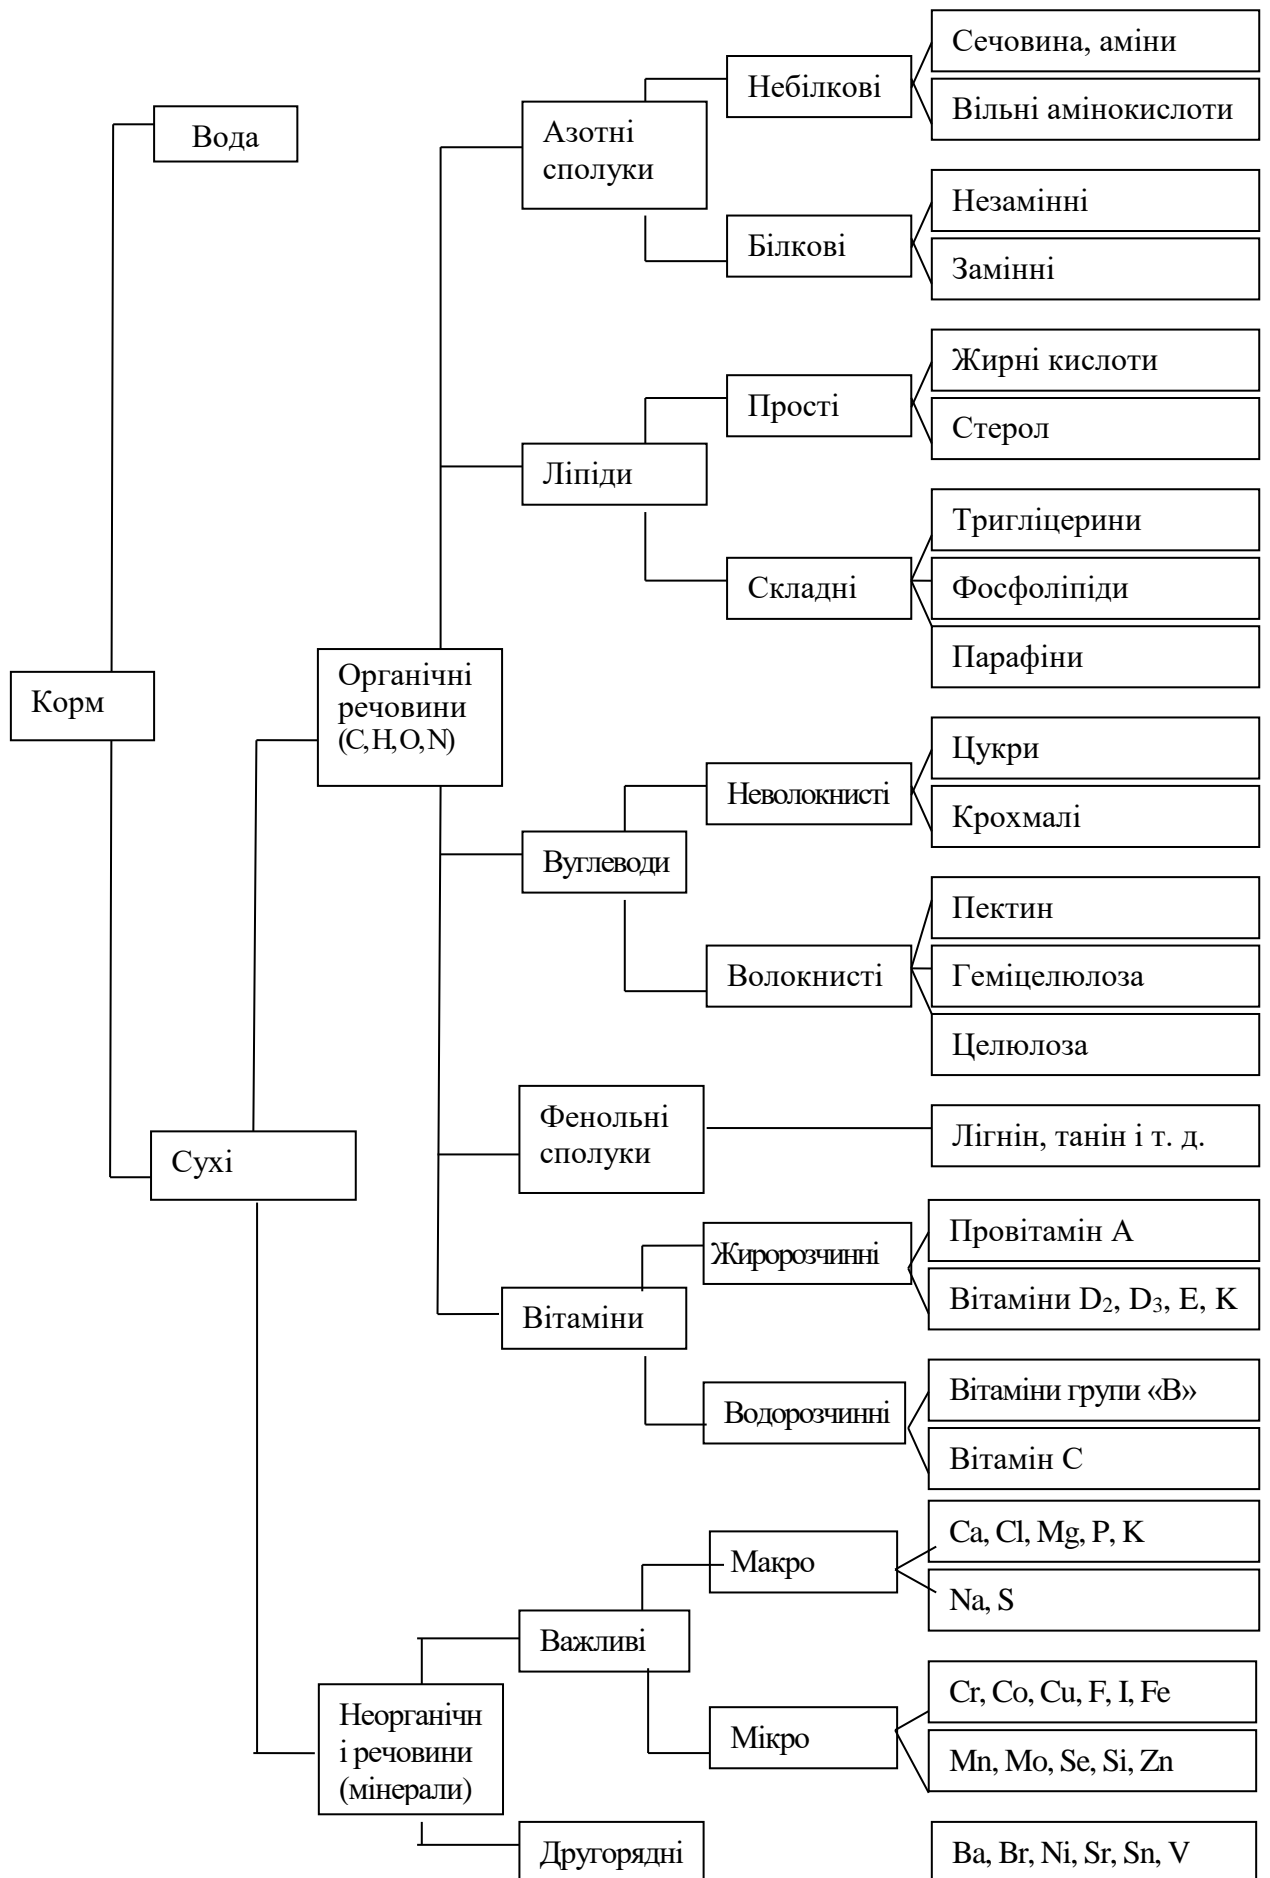 Сечовина, аміни
Небілкові
Вільні амінокислоти
Вода
Азотні
сполуки
Незамінні
Білкові
Замінні
Жирні кислоти
Прості
Стерол
Ліпіди
Тригліцерини
Складні
Фосфоліпіди
Парафіни
Корм
Органічні
речовини
(C, H, O, N)
Цукри
Неволокнисті
Крохмалі
Вуглеводи
Пектин
Волокнисті
Геміцелюлоза
Целюлоза
Фенольні
сполуки
Лігнін, танін і т. д.
Сухі
Провітамін А
Жиророзчинні
Вітаміни D₂, D₃, E, K
Вітаміни
Вітаміни групи «В»
Водорозчинні
Вітамін С
Ca, Cl, Mg, P, K
Макро
Na, S
Важливі
Cr, Co, Cu, F, I, Fe
Мікро
Mn, Mo, Se, Si, Zn
Неорганічн
і речовини
(мінерали)
Другорядні
Ba, Br, Ni, Sr, Sn, V